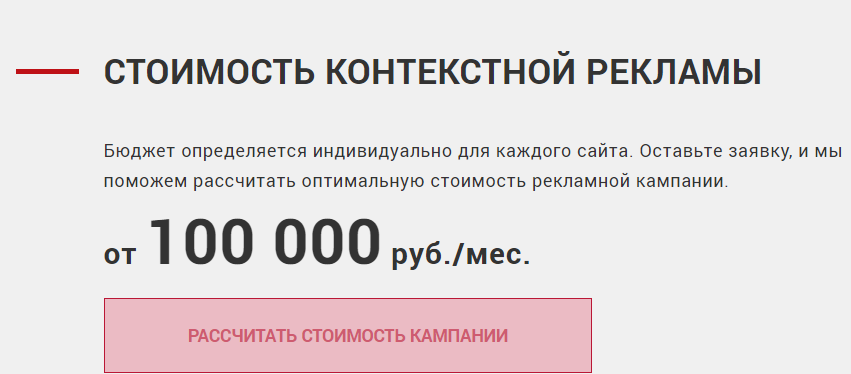 СТОИМОСТЬ КОНТЕКСТНОЙ РЕКЛАМЫ
Бюджет определяется индивидуально для каждого сайта. Оставьте заявку, и мы
поможем рассчитать оптимальную стоимость рекламной кампании.
от 100 000 руб./мес.
РАССЧИТАТЬ СТОИМОСТЬ КАМПАНИИ